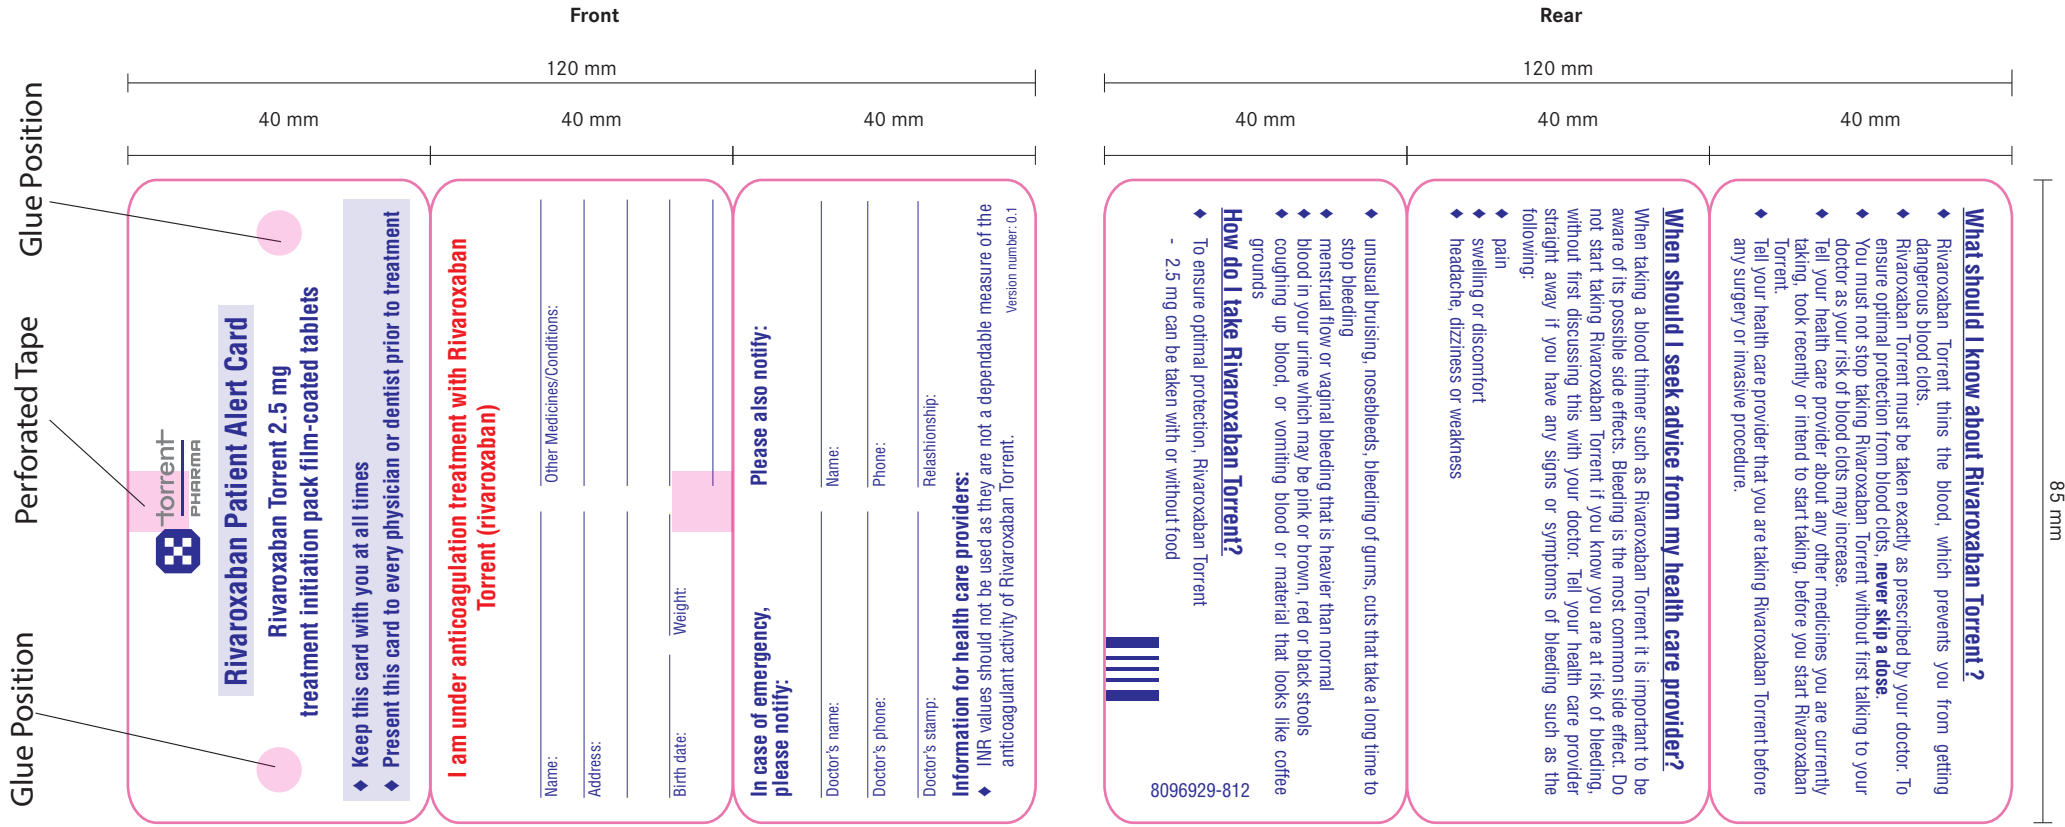 Front
120 mm
40 mm
40 mm
40 mm
Glue Position
Perforated Tape
Glue Position
torrent
PHARMA
Rivaroxaban Patient Alert Card
Rivaroxaban Torrent 2.5 mg
treatment initiation pack film-coated tablets
♦ Keep this card with you at all times
♦ Present this card to every physician or dentist prior to treatment
I am under anticoagulation treatment with Rivaroxaban
Torrent (rivaroxaban)
Name:
Address:
Birth date:
Weight:
Other Medicines/Conditions:
In case of emergency,
please notify:
Doctor's name:
Doctor's phone:
Doctor's stamp:
Please also notify:
Name:
Phone:
Relashionship:
Information for health care providers:
♦ INR values should not be used as they are not a dependable measure of the
anticoagulant activity of Rivaroxaban Torrent.
Version number: 0.1
Rear
120 mm
40 mm
40 mm
40 mm
85 mm
What should I know about Rivaroxaban Torrent ?
♦ Rivaroxaban Torrent thins the blood, which prevents you from getting
dangerous blood clots.
♦ Rivaroxaban Torrent must be taken exactly as prescribed by your doctor. To
ensure optimal protection from blood clots, never skip a dose.
♦ You must not stop taking Rivaroxaban Torrent without first talking to your
doctor as your risk of blood clots may increase.
♦ Tell your health care provider about any other medicines you are currently
taking, took recently or intend to start taking, before you start Rivaroxaban
Torrent.
♦ Tell your health care provider that you are taking Rivaroxaban Torrent before
any surgery or invasive procedure.
When should I seek advice from my health care provider?
When taking a blood thinner such as Rivaroxaban Torrent it is important to be
aware of its possible side effects. Bleeding is the most common side effect. Do
not start taking Rivaroxaban Torrent if you know you are at risk of bleeding,
without first discussing this with your doctor. Tell your health care provider
straight away if you have any signs or symptoms of bleeding such as the
following:
♦ pain
♦ swelling or discomfort
♦ headache, dizziness or weakness
♦ unusual bruising, nosebleeds, bleeding of gums, cuts that take a long time to
stop bleeding
♦ menstrual flow or vaginal bleeding that is heavier than normal
♦ blood in your urine which may be pink or brown, red or black stools
♦ coughing up blood, or vomiting blood or material that looks like coffee
grounds
How do I take Rivaroxaban Torrent?
♦ To ensure optimal protection, Rivaroxaban Torrent
- 2.5 mg can be taken with or without food
8096929-812